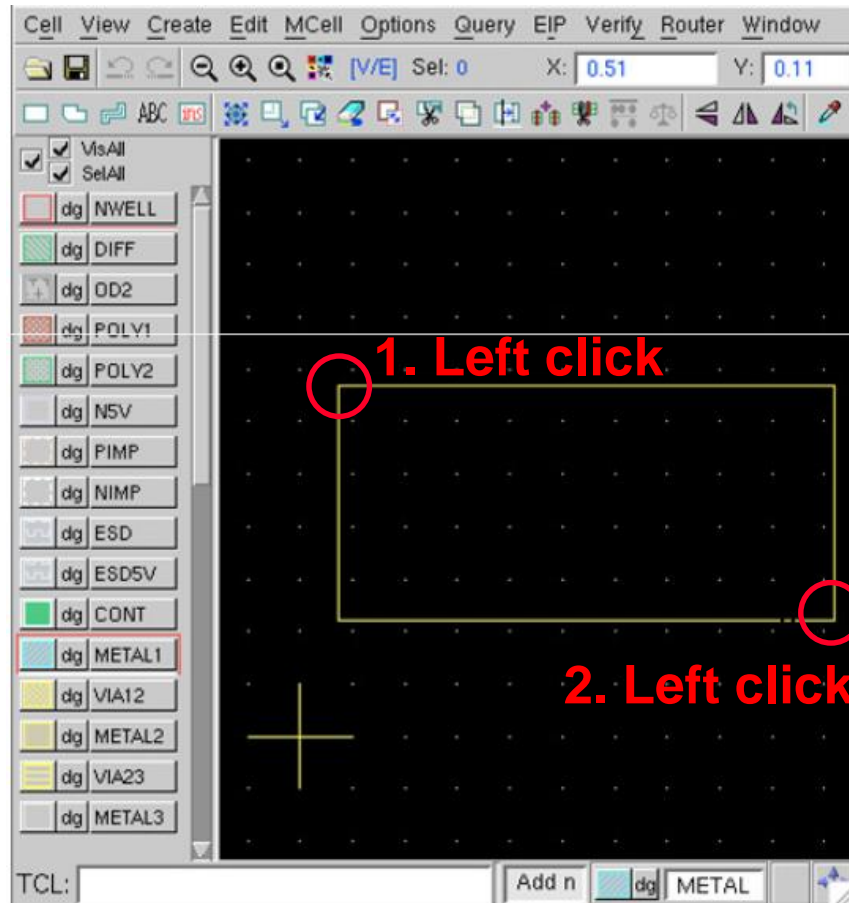 Cell View Create Edit MCell Options Query EIP Verify Router Window
[V/E] Sel: 0 X: 0.51 Y: 0.11
ABC ins
VisAll
SelAll
dg NWELL
dg DIFF
dg OD2
dg POLY1
dg POLY2
dg N5V
dg PIMP
dg NIMP
dg ESD
dg ESD5V
dg CONT
dg METAL1
dg VIA12
dg METAL2
dg VIA23
dg METAL3
1. Left click
2. Left click
TCL: Add n dg METAL